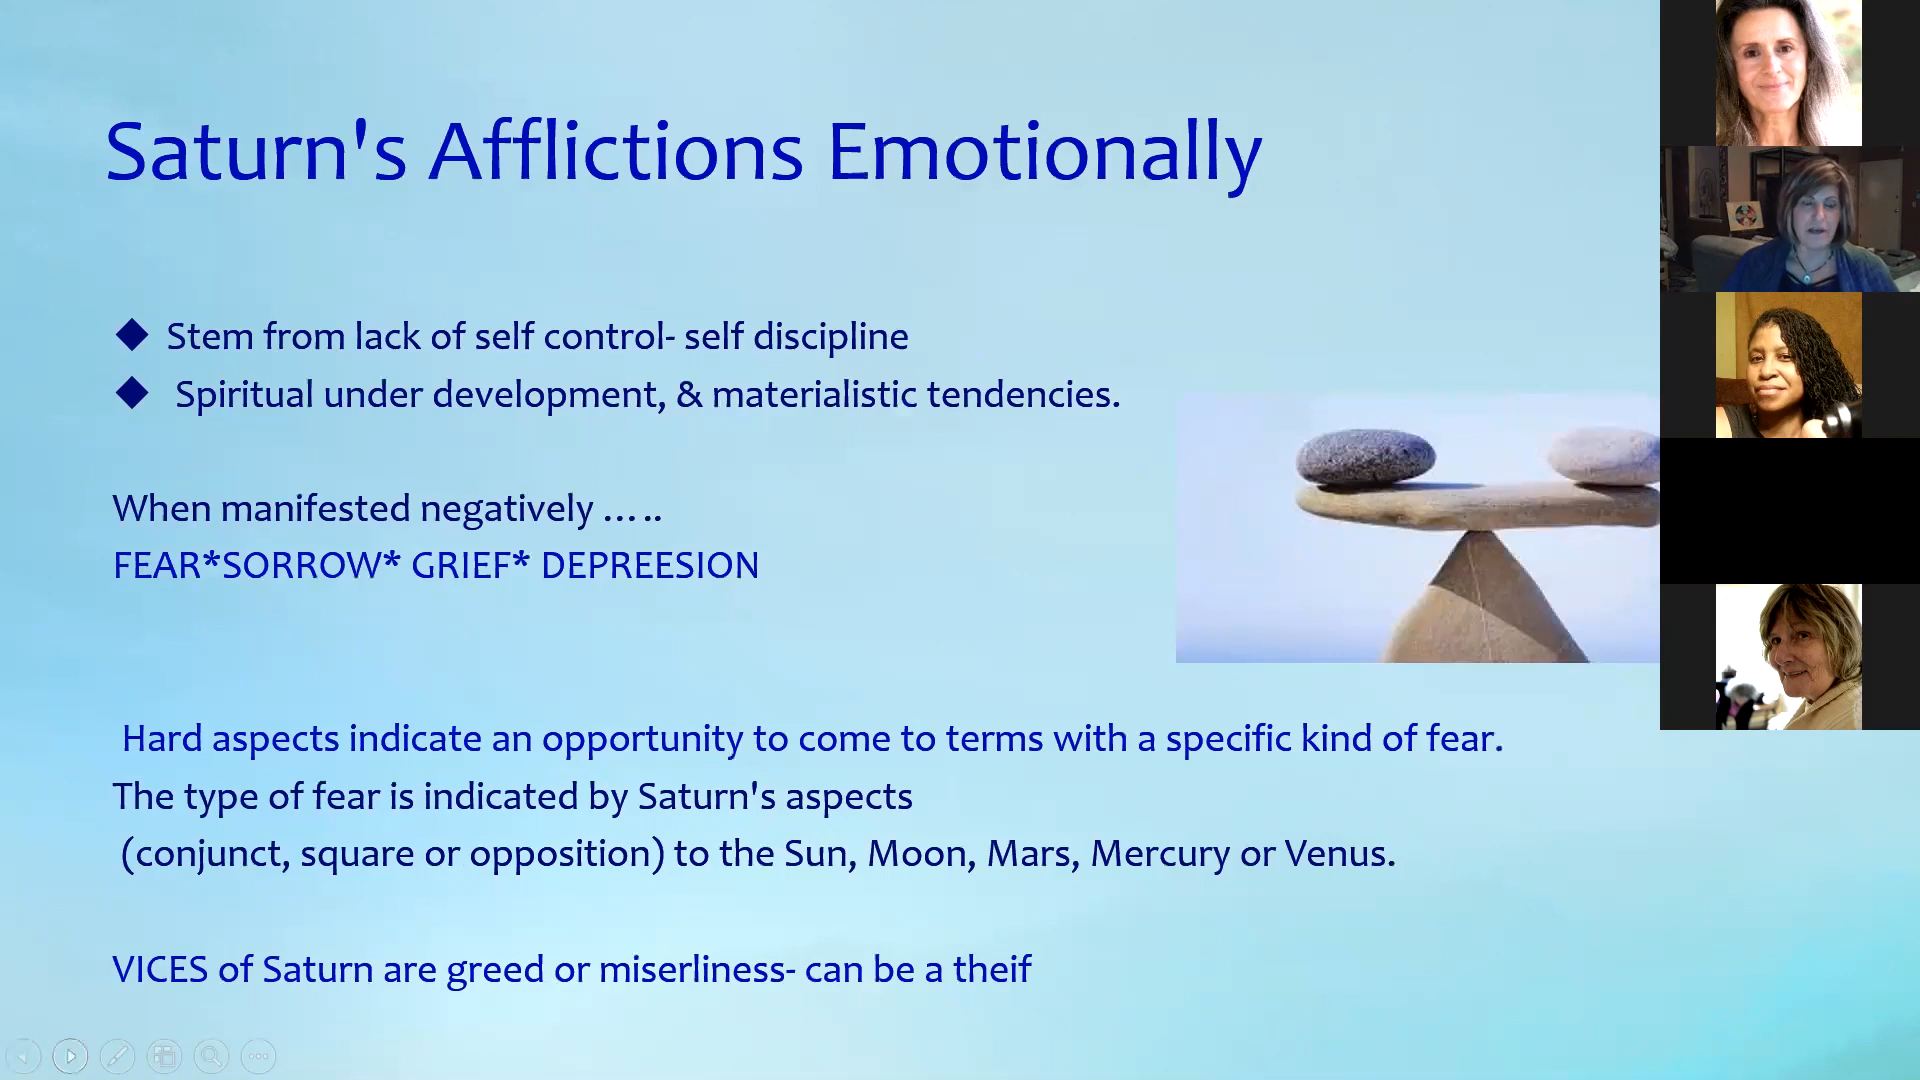 Saturn's Afflictions Emotionally
Stem from lack of self control- self discipline
Spiritual under development, & materialistic tendencies.
When manifested negatively …..
FEAR*SORROW* GRIEF* DEPREESION
Hard aspects indicate an opportunity to come to terms with a specific kind of fear.
The type of fear is indicated by Saturn's aspects
(conjunct, square or opposition) to the Sun, Moon, Mars, Mercury or Venus.
VICES of Saturn are greed or miserliness- can be a theif